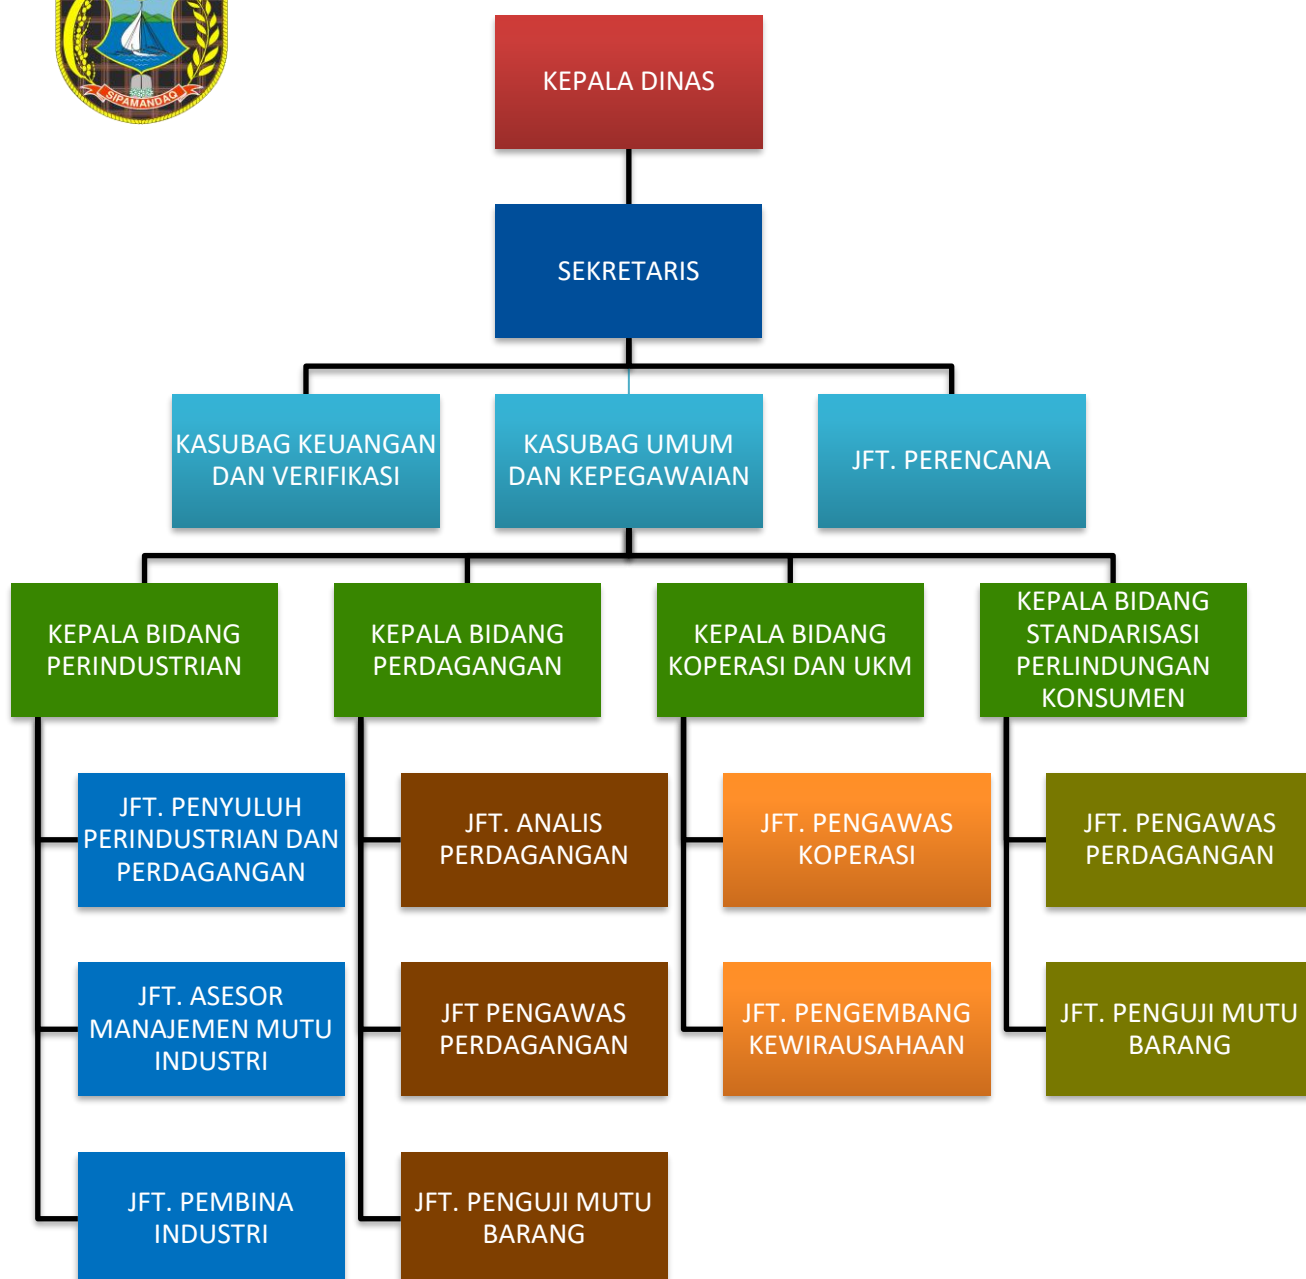 SIPAMANDAQ
KEPALA DINAS
SEKRETARIS
KASUBAG KEUANGAN
DAN VERIFIKASI
KASUBAG UMUM
DAN KEPEGAWAIAN
JFT. PERENCANA
KEPALA BIDANG
PERINDUSTRIAN
KEPALA BIDANG
PERDAGANGAN
KEPALA BIDANG
KOPERASI DAN UKM
KEPALA BIDANG
STANDARISASI
PERLINDUNGAN
KONSUMEN
JFT. PENYULUH
PERINDUSTRIAN DAN
PERDAGANGAN
JFT. ANALIS
PERDAGANGAN
JFT. PENGAWAS
KOPERASI
JFT. PENGAWAS
PERDAGANGAN
JFT. ASESOR
MANAJEMEN MUTU
INDUSTRI
JFT PENGAWAS
PERDAGANGAN
JFT. PENGEMBANG
KEWIRAUSAHAAN
JFT. PENGUJI MUTU
BARANG
JFT. PEMBINA
INDUSTRI
JFT. PENGUJI MUTU
BARANG